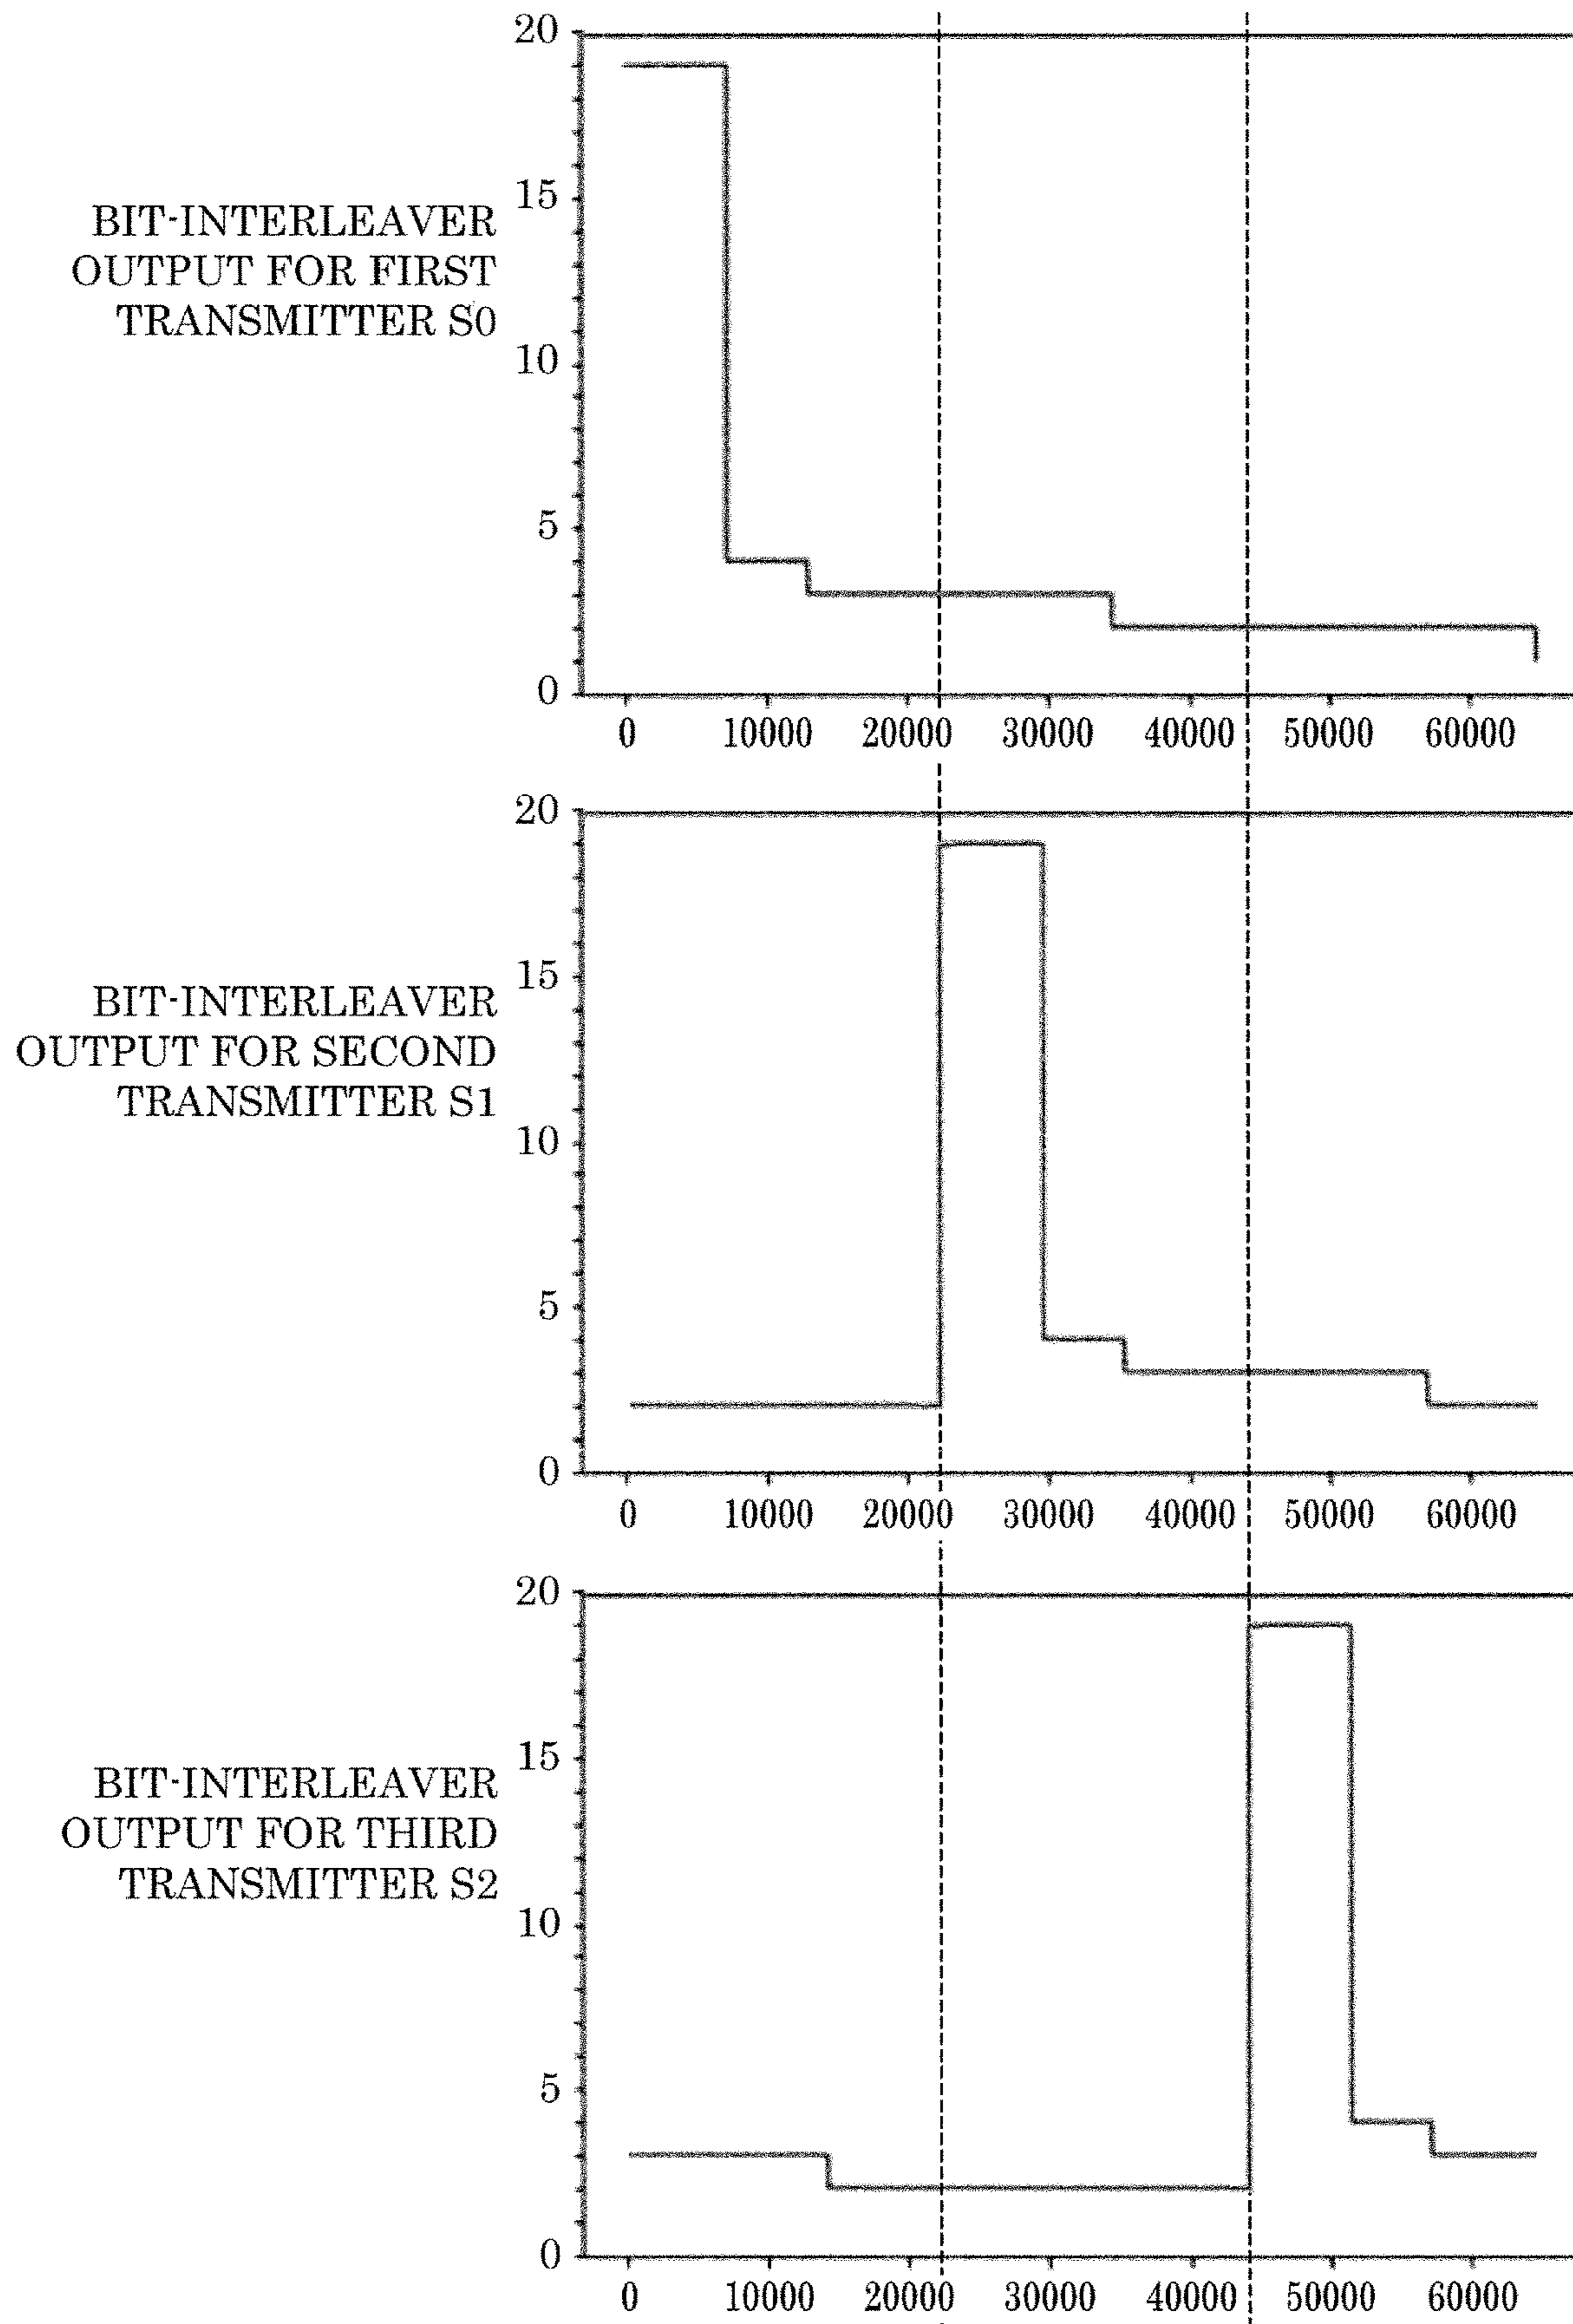 20
15
10
5
0
BIT-INTERLEAVER
OUTPUT FOR FIRST
TRANSMITTER S0
0 10000 20000 30000 40000 50000 60000
20
15
10
5
0
BIT-INTERLEAVER
OUTPUT FOR SECOND
TRANSMITTER S1
0 10000 20000 30000 40000 50000 60000
20
15
10
5
0
BIT-INTERLEAVER
OUTPUT FOR THIRD
TRANSMITTER S2
0 10000 20000 30000 40000 50000 60000